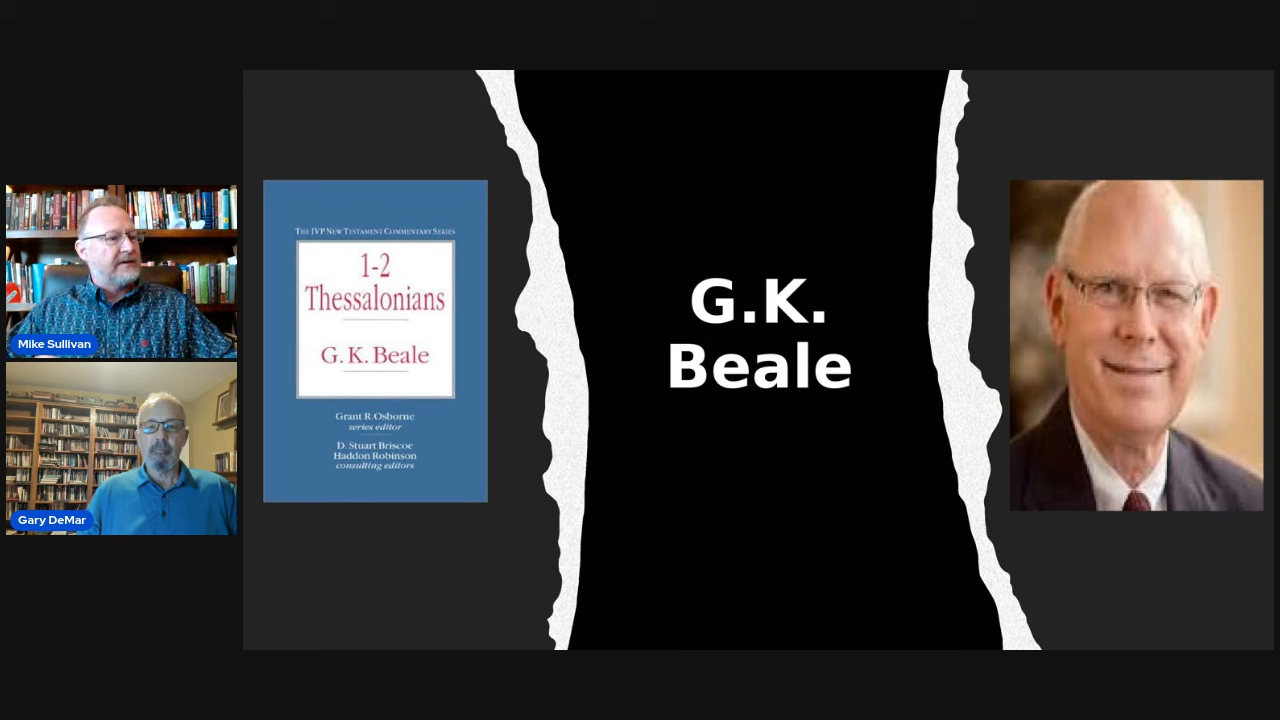 Mike Sullivan
Gary DeMar
THE IVP NEW TESTAMENT COMMENTARY SERIES
1-2
Thessalonians
G. K. Beale
Grant R. Osborne
series editor
D. Stuart Briscoe
Haddon Robinson
consulting editors
G.K.
Beale